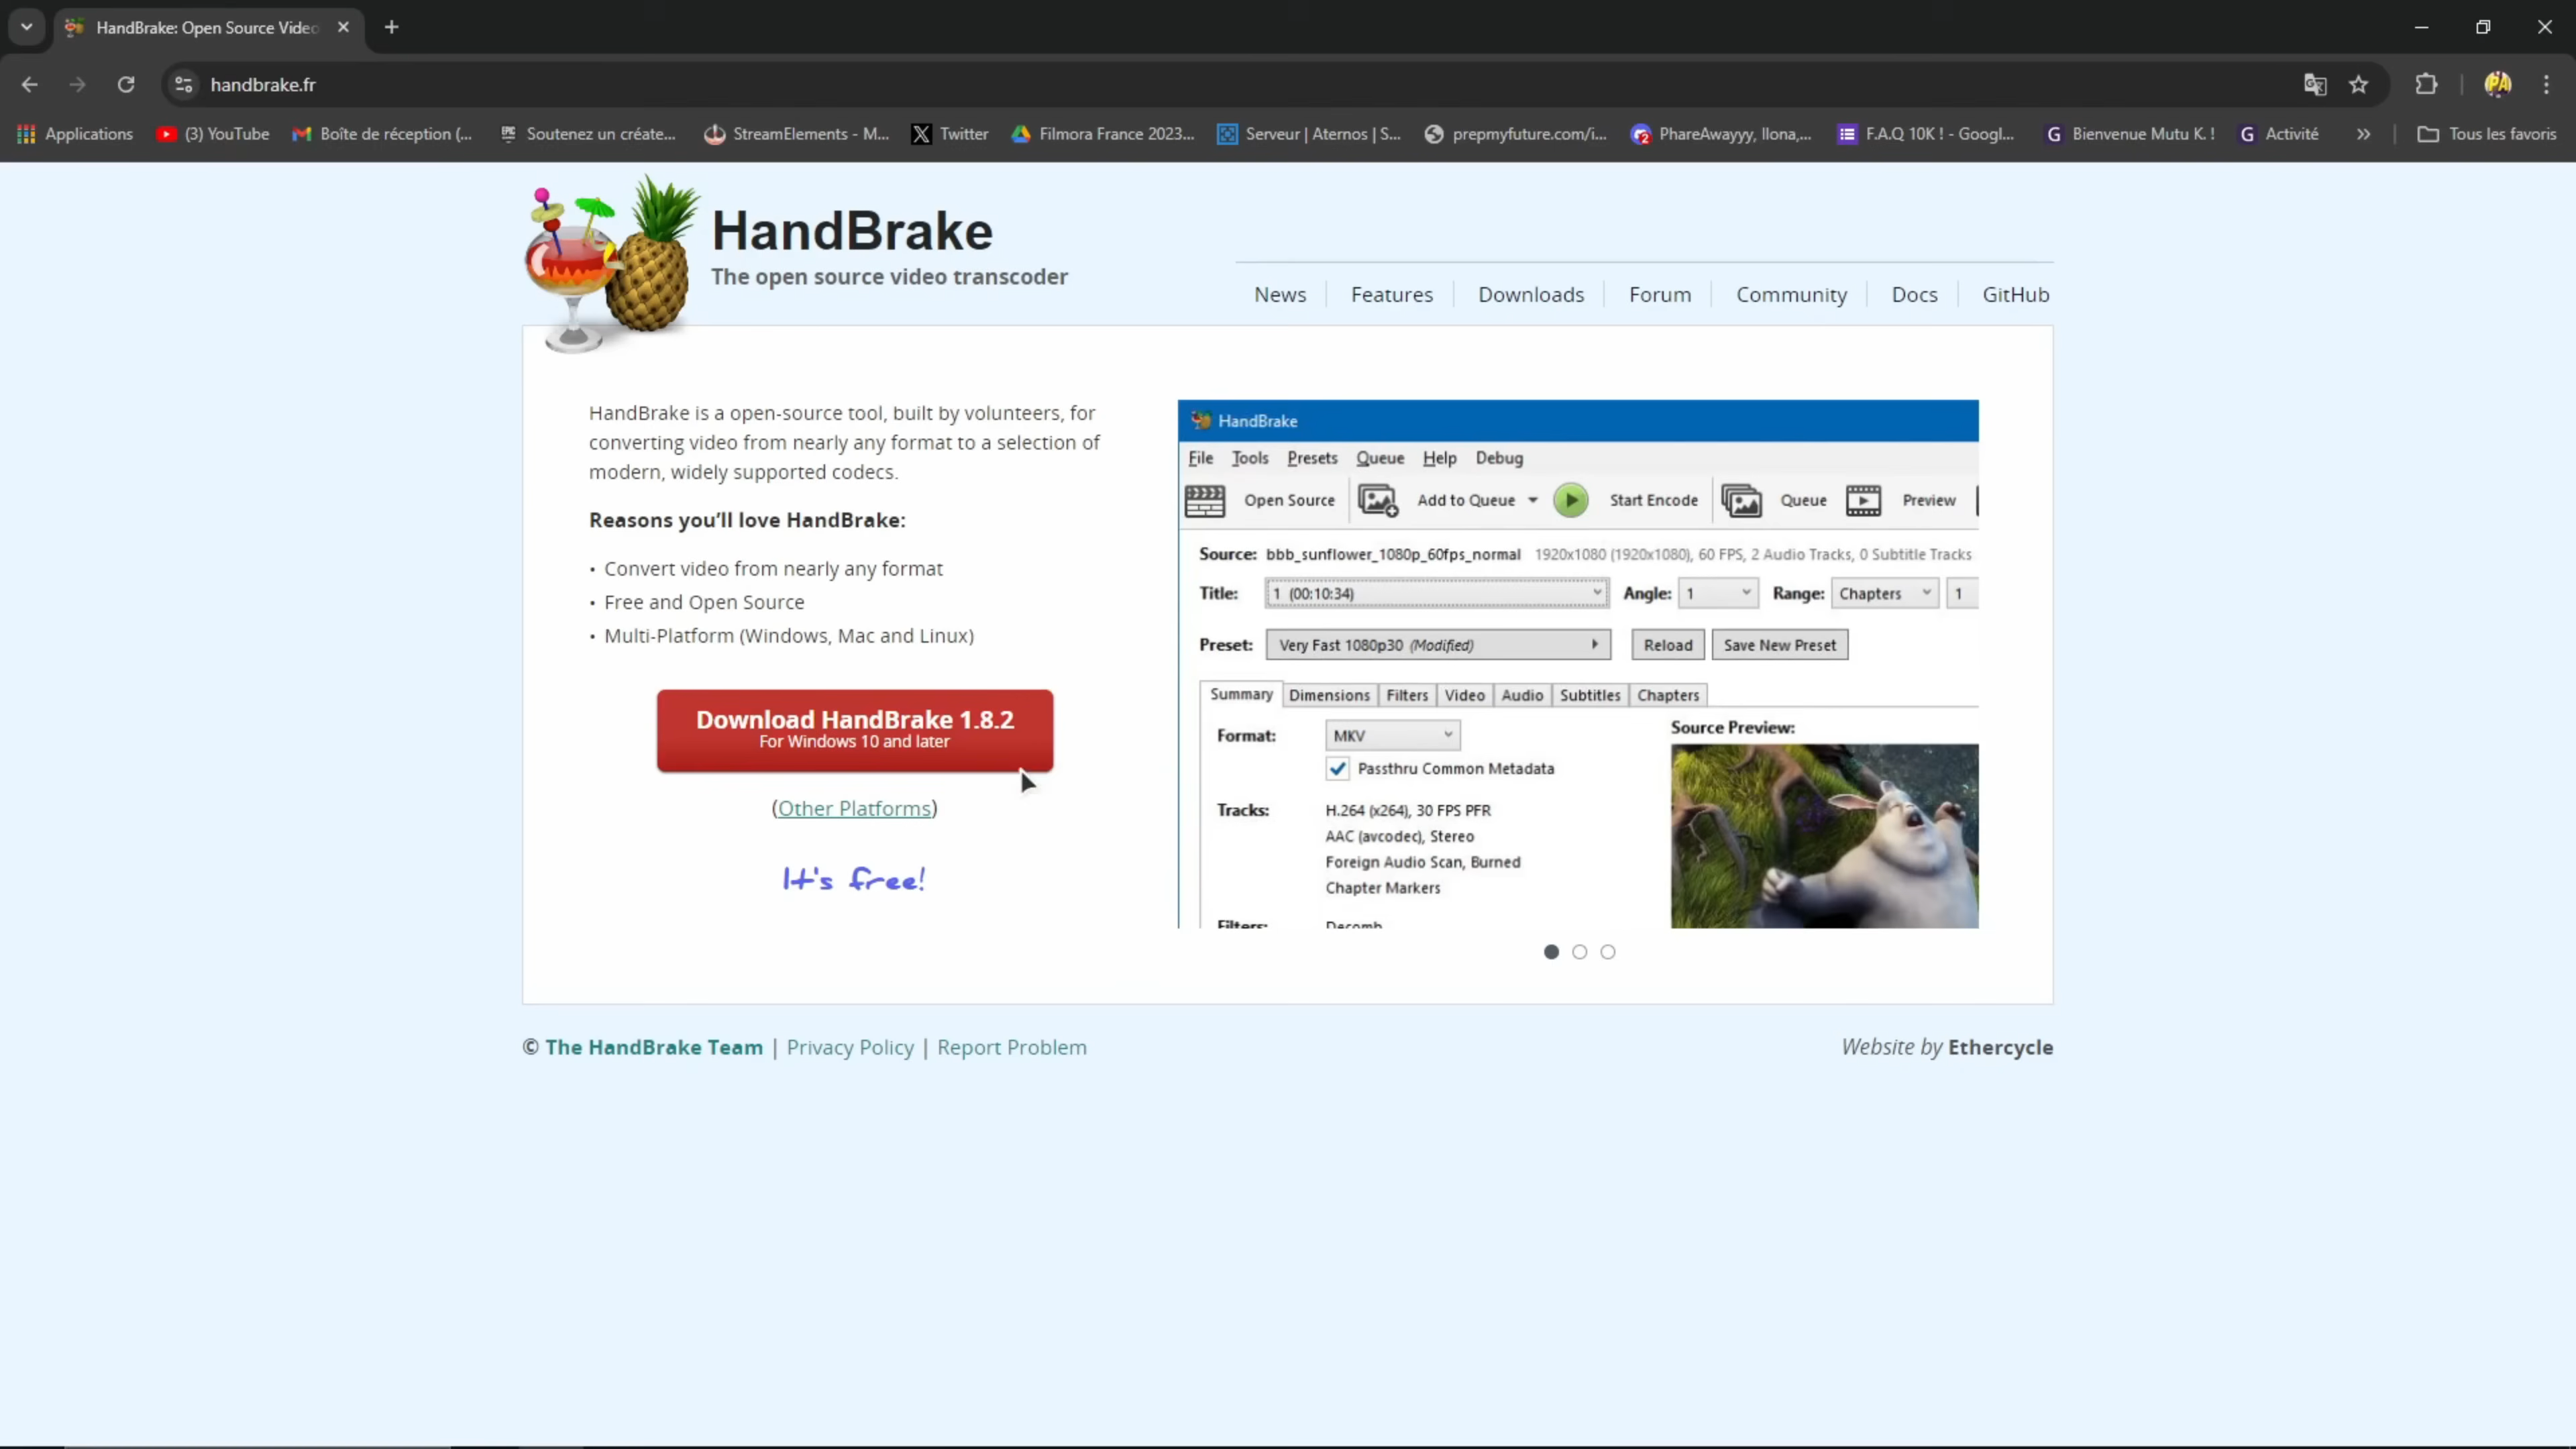 HandBrake: Open Source Video
handbrake.fr
Applications
(3) YouTube
Boîte de réception (...
Soutenez un créate...
StreamElements - M...
Twitter
Filmora France 2023...
Serveur | Aternos | S...
prepmyfuture.com/i...
PhareAwayyy, Ilona,...
F.A.Q 10K ! - Googl...
Bienvenue Mutu K. !
Activité
Tous les favoris
HandBrake
The open source video transcoder
News
Features
Downloads
Forum
Community
Docs
GitHub
HandBrake is a open-source tool, built by volunteers, for
converting video from nearly any format to a selection of
modern, widely supported codecs.
Reasons you'll love HandBrake:
• Convert video from nearly any format
• Free and Open Source
• Multi-Platform (Windows, Mac and Linux)
Download HandBrake 1.8.2
For Windows 10 and later
(Other Platforms)
It's free!
HandBrake
File Tools Presets Queue Help Debug
Open Source Add to Queue Start Encode Queue Preview
Source: bbb_sunflower_1080p_60fps_normal 1920x1080 (1920x1080), 60 FPS, 2 Audio Tracks, 0 Subtitle Tracks
Title: 1 (00:10:34) Angle: 1 Range: Chapters 1
Preset: Very Fast 1080p30 (Modified) Reload Save New Preset
Summary Dimensions Filters Video Audio Subtitles Chapters
Format: MKV
Source Preview:
Passthru Common Metadata
Tracks: H.264 (x264), 30 FPS PFR
AAC (avcodec), Stereo
Foreign Audio Scan, Burned
Chapter Markers
Filters: Decomb
© The HandBrake Team | Privacy Policy | Report Problem
Website by Ethercycle